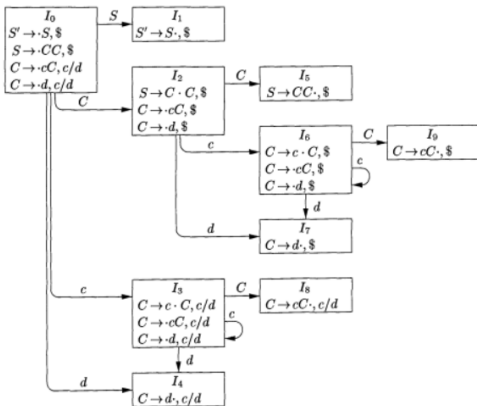 I₀
S′ → ·S, $
S → ·CC, $
C → ·cC, c/d
C → ·d, c/d
S
I₁
S′ → S·, $
C
I₂
S → C · C, $
C → ·cC, $
C → ·d, $
C
I₅
S → CC·, $
c
I₆
C → c · C, $
C → ·cC, $
C → ·d, $
C
I₉
C → cC·, $
c
d
d
I₇
C → d·, $
c
I₃
C → c · C, c/d
C → ·cC, c/d
C → ·d, c/d
C
I₈
C → cC·, c/d
c
d
d
I₄
C → d·, c/d